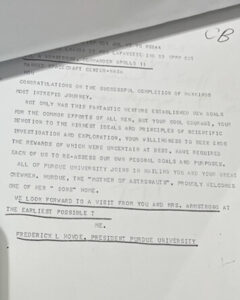 CB
LAFAYETTE IND
COMMANDER APOLLO 11
MANNED SPACECRAFT CENTER-NASA
CONGRATULATIONS ON THE SUCCESSFUL COMPLETION OF MANKINDS
MOST INTREPID JOURNEY.
NOT ONLY HAS THIS FANTASTIC VENTURE ESTABLISHED NEW GOALS
FOR THE COMMON EFFORTS OF ALL MEN, BUT YOUR COOL COURAGE, YOUR
DEVOTION TO THE HIGHEST IDEALS AND PRINCIPLES OF SCIENTIFIC
INVESTIGATION AND EXPLORATION, YOUR WILLINGNESS TO SEEK
THE REWARDS OF WHICH WERE UNCERTAIN AT BEST, HAVE REQUIRED
EACH OF US TO RE-ASSESS OUR OWN PERSONAL GOALS AND PURPOSES.
ALL OF PURDUE UNIVERSITY JOINS IN HAILING YOU AND YOUR GREAT
CREWMEN. PURDUE, THE "MOTHER OF ASTRONAUTS", PROUDLY WELCOMES
ONE OF HER " SONS" HOME.
WE LOOK FORWARD TO A VISIT FROM YOU AND MRS. ARMSTRONG AT
THE EARLIEST POSSIBLE T
ME.
FREDERICK L HOVDE, PRESIDENT PURDUE UNIVERSITY